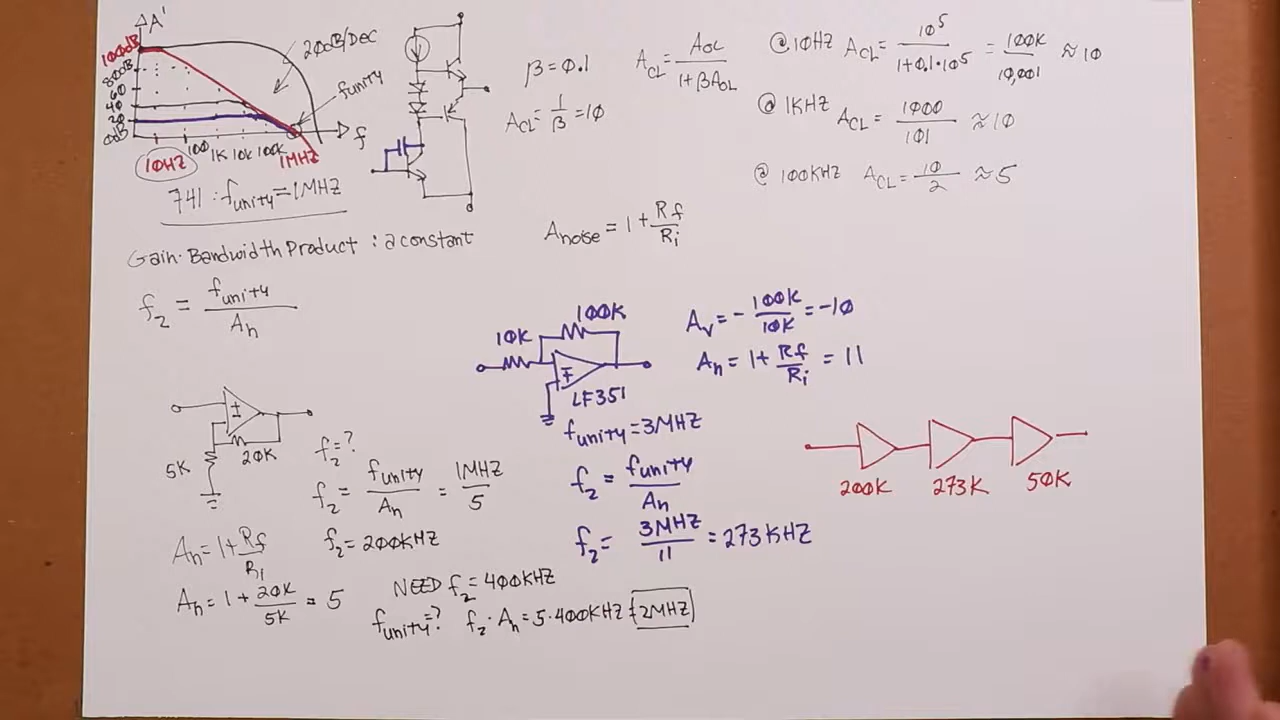 A'
100dB
80dB
60
40
20
0dB
20dB/DEC
funity
f
10HZ 100 1K 10K 100K 1MHZ
741 : funity = 1MHZ
β = 0.1
ACL = 1/β = 10
ACL = AOL / 1+βAOL
@10HZ ACL = 10^5 / 1+0.1·10^5 = 100K / 10,001 ≈ 10
@ 1KHZ ACL = 1000 / 101 ≈ 10
@ 100KHZ ACL = 10 / 2 ≈ 5
Gain·Bandwidth Product : a constant
Anoise = 1 + Rf / Ri
f2 = funity / An
10K 100K
LF351
Av = - 100K / 10K = -10
An = 1 + Rf / Ri = 11
funity = 3MHZ
f2 = funity / An
f2 = 3MHZ / 11 = 273KHZ
5K
20K
f2 = ?
f2 = funity / An = 1MHZ / 5
f2 = 200KHZ
An = 1 + Rf / Ri
An = 1 + 20K / 5K = 5
NEED f2 = 400KHZ
funity = ? f2 · An = 5·400KHZ = 2MHZ
200K 273K 50K